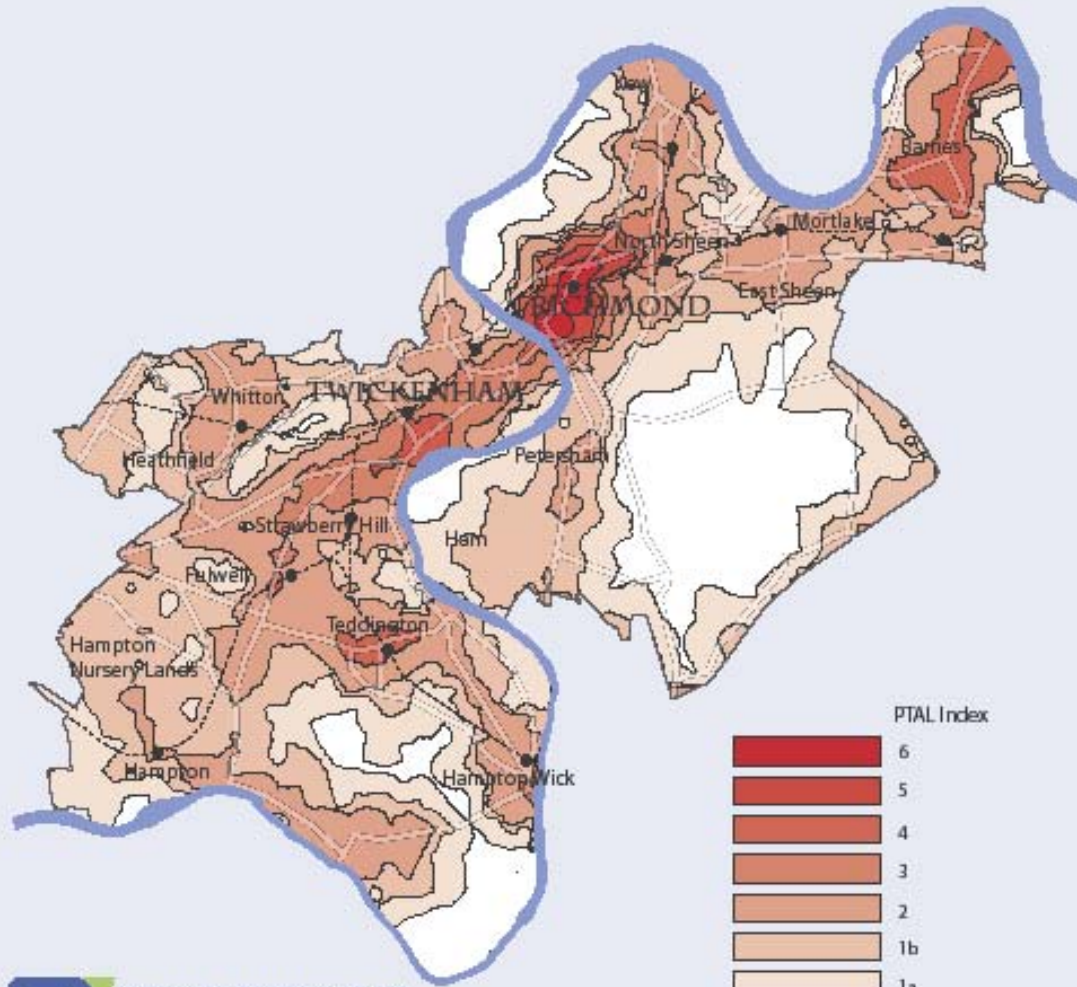 Kew
Barnes
Mortlake
North Sheen
East Sheen
RICHMOND
Whitton
TWICKENHAM
Heathfield
Petersham
Strawberry Hill
Ham
Fulwell
Teddington
Hampton
Nursery Lands
Hampton
Hampton Wick
PTAL Index
6
5
4
3
2
1b
1a